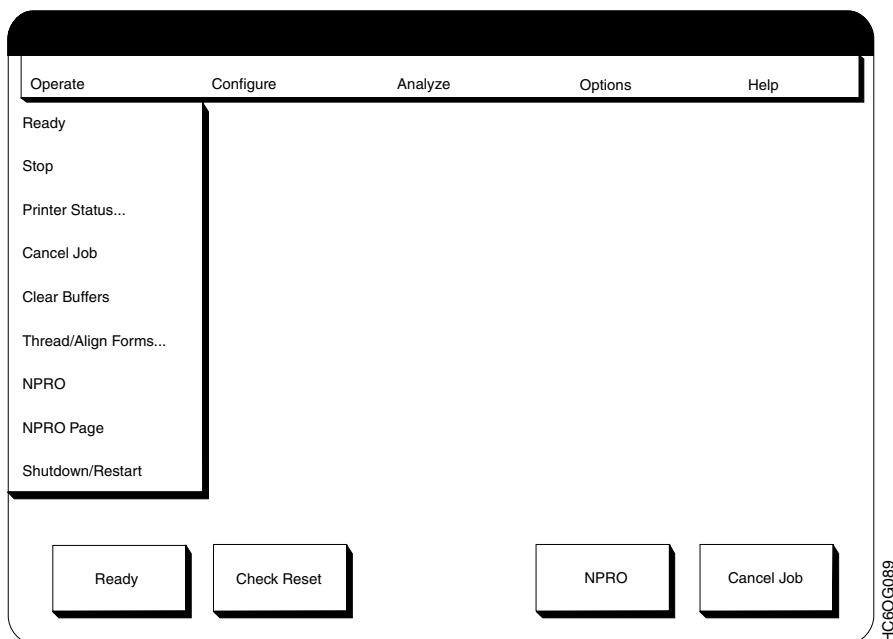 Operate Configure Analyze Options Help
Ready
Stop
Printer Status...
Cancel Job
Clear Buffers
Thread/Align Forms...
NPRO
NPRO Page
Shutdown/Restart
Ready Check Reset NPRO Cancel Job
HC6OG089